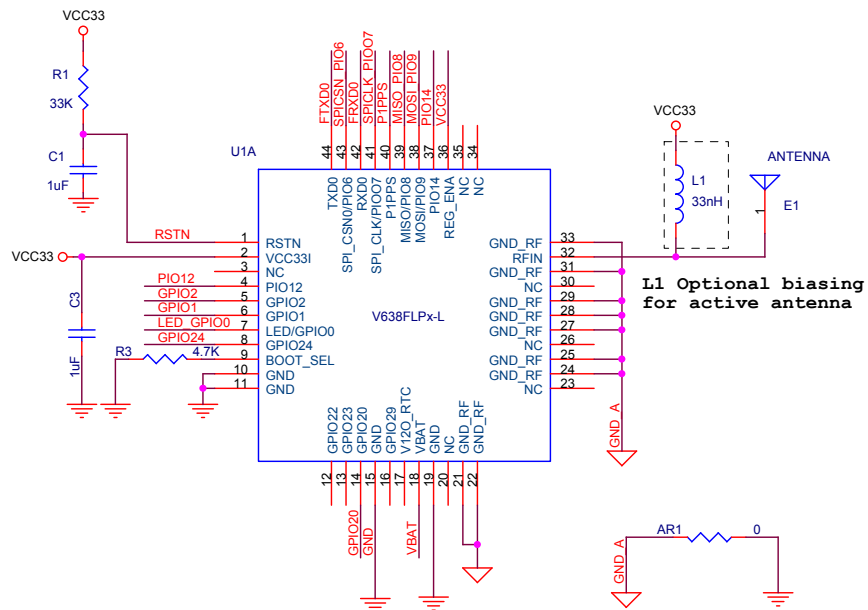 VCC33
R1
33K
C1
1uF
FTXD0
SPICSN_PIO6
FRXD0
SPICLK_PIOO7
P1PPS
MISO_PIO8
MOSI_PIO9
PIO14
VCC33
44
43
42
41
40
39
38
37
36
35
34
U1A
TXD0
SPI_CSN0/PIO6
RXD0
SPI_CLK/PIOO7
P1PPS
MISO/PIO8
MOSI/PIO9
PIO14
REG_ENA
NC
NC
VCC33
L1
33nH
ANTENNA
E1
1
L1 Optional biasing
for active antenna
RSTN
1 RSTN
VCC33
2 VCC33I
3 NC
PIO12 4 PIO12
GPIO2 5 GPIO2
GPIO1 6 GPIO1
LED_GPIO0 7 LED/GPIO0
GPIO24 8 GPIO24
R3 4.7K 9 BOOT_SEL
10 GND
11 GND
C3
1uF
V638FLPx-L
GND_RF 33
RFIN 32
GND_RF 31
NC 30
GND_RF 29
GND_RF 28
GND_RF 27
NC 26
GND_RF 25
GND_RF 24
NC 23
GND_A
GPIO22
GPIO23
GPIO20
GND
GPIO29
V12O_RTC
VBAT
GND
NC
GND_RF
GND_RF
12
13
14
15
16
17
18
19
20
21
22
GPIO20
GND
VBAT
AR1 0
GND_A